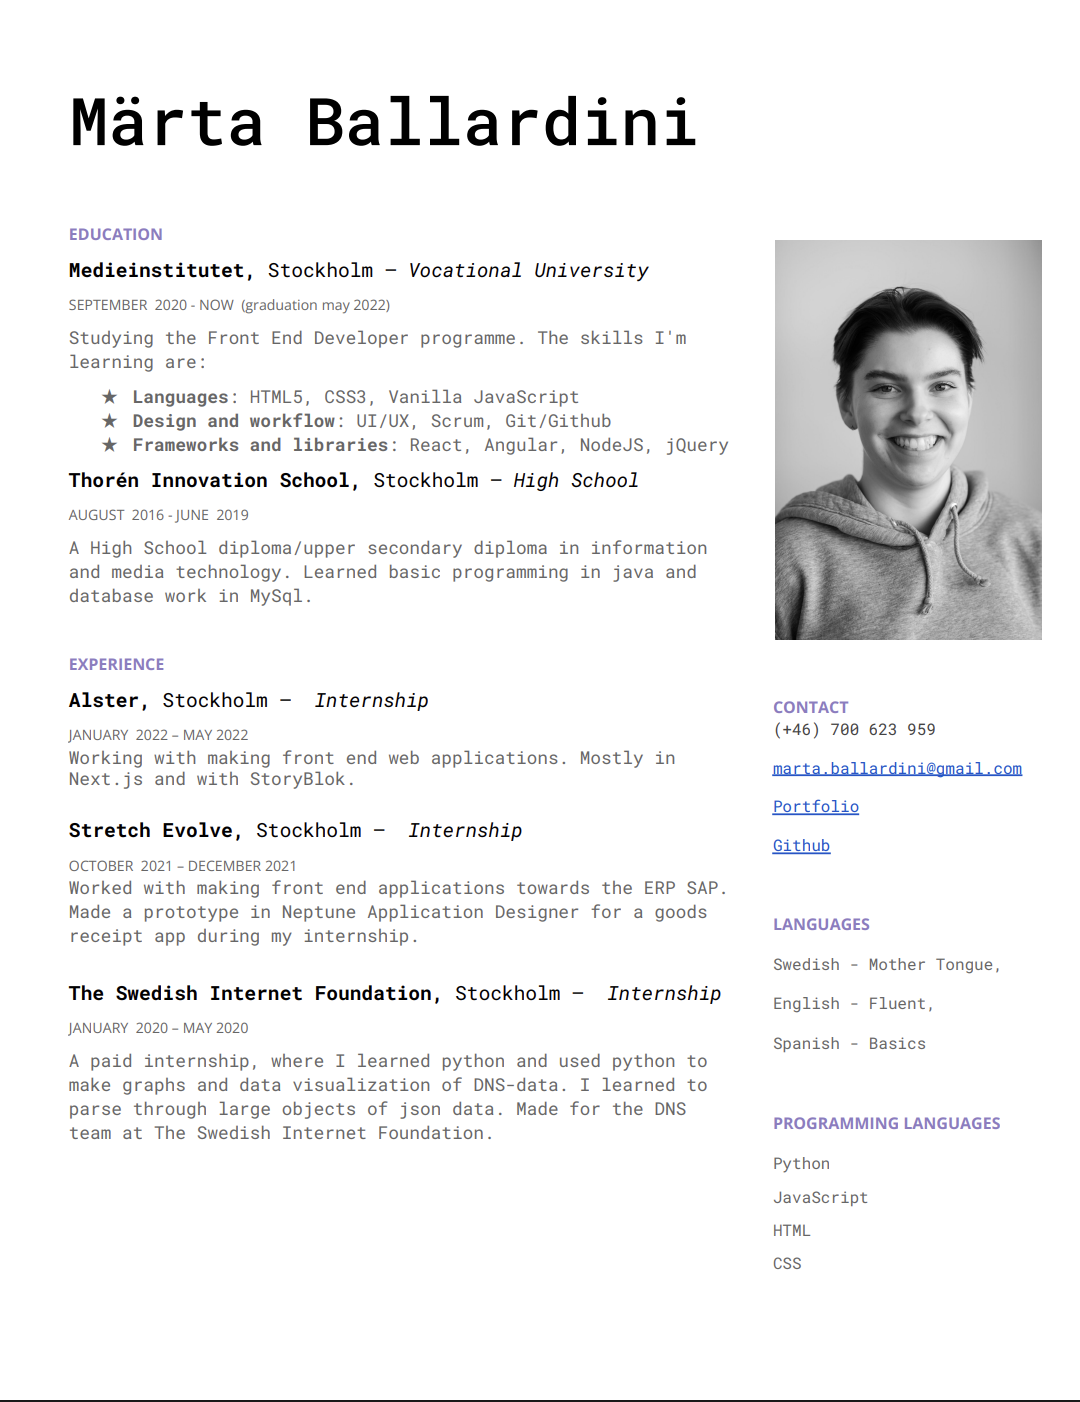 Märta Ballardini
EDUCATION
Medieinstitutet, Stockholm — Vocational University
SEPTEMBER 2020 - NOW (graduation may 2022)
Studying the Front End Developer programme. The skills I'm
learning are:
★ Languages: HTML5, CSS3, Vanilla JavaScript
★ Design and workflow: UI/UX, Scrum, Git/Github
★ Frameworks and libraries: React, Angular, NodeJS, jQuery
Thorén Innovation School, Stockholm — High School
AUGUST 2016 - JUNE 2019
A High School diploma/upper secondary diploma in information
and media technology. Learned basic programming in java and
database work in MySql.
EXPERIENCE
Alster, Stockholm — Internship
JANUARY 2022 – MAY 2022
Working with making front end web applications. Mostly in
Next.js and with StoryBlok.
Stretch Evolve, Stockholm — Internship
OCTOBER 2021 – DECEMBER 2021
Worked with making front end applications towards the ERP SAP.
Made a prototype in Neptune Application Designer for a goods
receipt app during my internship.
The Swedish Internet Foundation, Stockholm — Internship
JANUARY 2020 – MAY 2020
A paid internship, where I learned python and used python to
make graphs and data visualization of DNS-data. I learned to
parse through large objects of json data. Made for the DNS
team at The Swedish Internet Foundation.
CONTACT
(+46) 700 623 959
marta.ballardini@gmail.com
Portfolio
Github
LANGUAGES
Swedish - Mother Tongue,
English - Fluent,
Spanish - Basics
PROGRAMMING LANGUAGES
Python
JavaScript
HTML
CSS